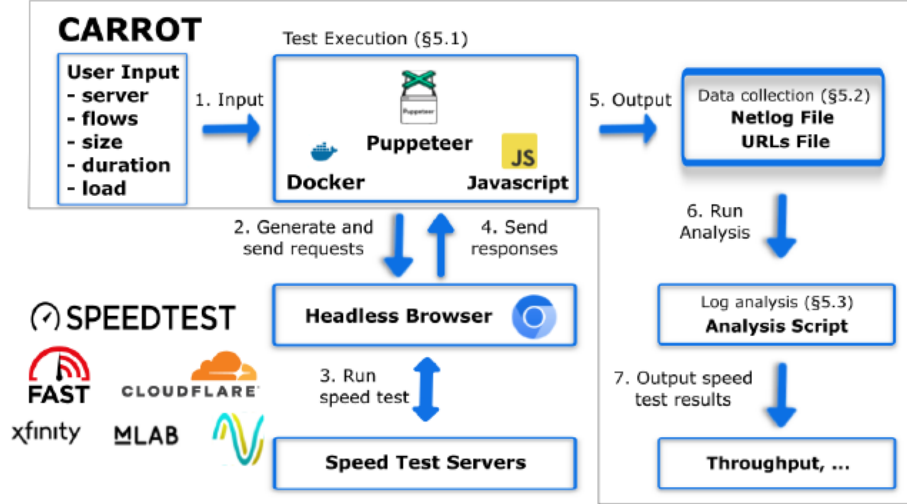 CARROT
User Input
- server
- flows
- size
- duration
- load
1. Input
Test Execution (§5.1)
Puppeteer
Puppeteer
Docker
JS
Javascript
5. Output
Data collection (§5.2)
Netlog File
URLs File
2. Generate and
send requests
4. Send
responses
6. Run
Analysis
Headless Browser
Log analysis (§5.3)
Analysis Script
SPEEDTEST
FAST
CLOUDFLARE
xfinity
MLAB
3. Run
speed test
7. Output speed
test results
Speed Test Servers
Throughput, ...